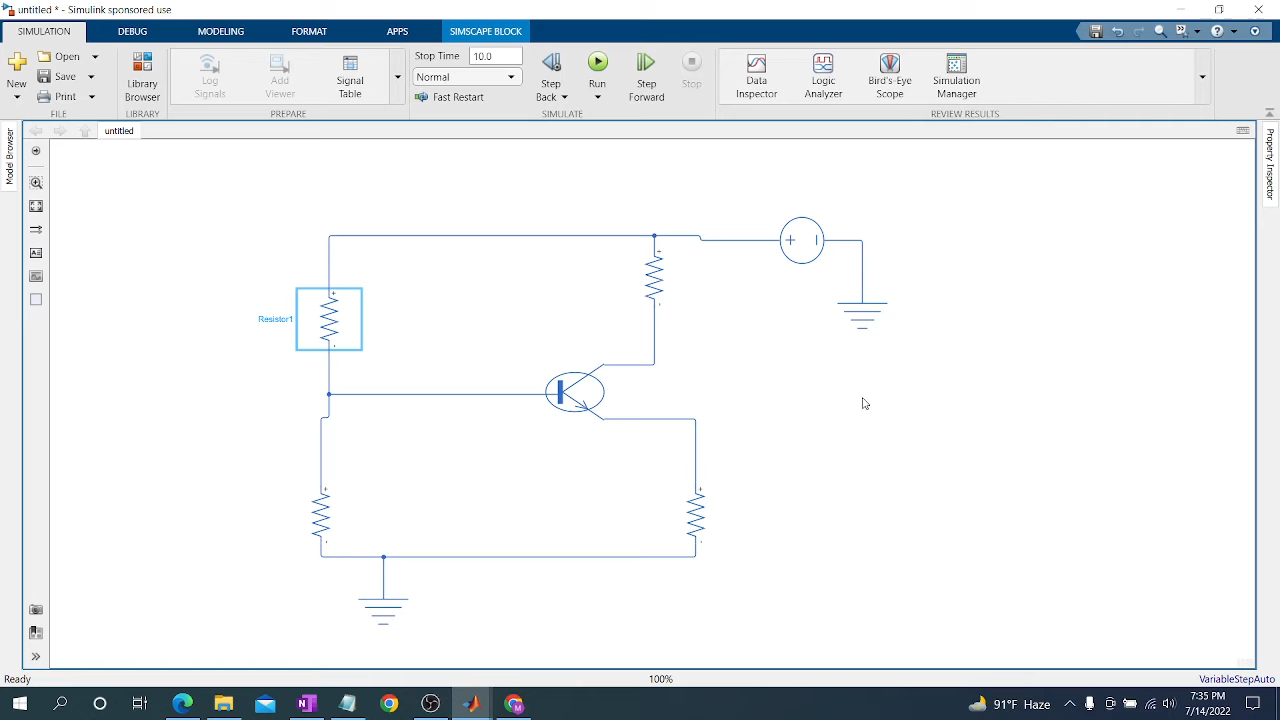 untitled * - Simulink sponsored use
SIMULATION DEBUG MODELING FORMAT APPS SIMSCAPE BLOCK
New
Open
Save
Print
FILE
Library Browser
LIBRARY
Log Signals
Add Viewer
Signal Table
PREPARE
Stop Time 10.0
Normal
Fast Restart
Step Back
Run
Step Forward
Stop
SIMULATE
Data Inspector
Logic Analyzer
Bird's-Eye Scope
Simulation Manager
REVIEW RESULTS
Model Browser
untitled
Property Inspector
Resistor1
Ready
100%
VariableStepAuto
91°F Haze
7:35 PM
7/14/2022